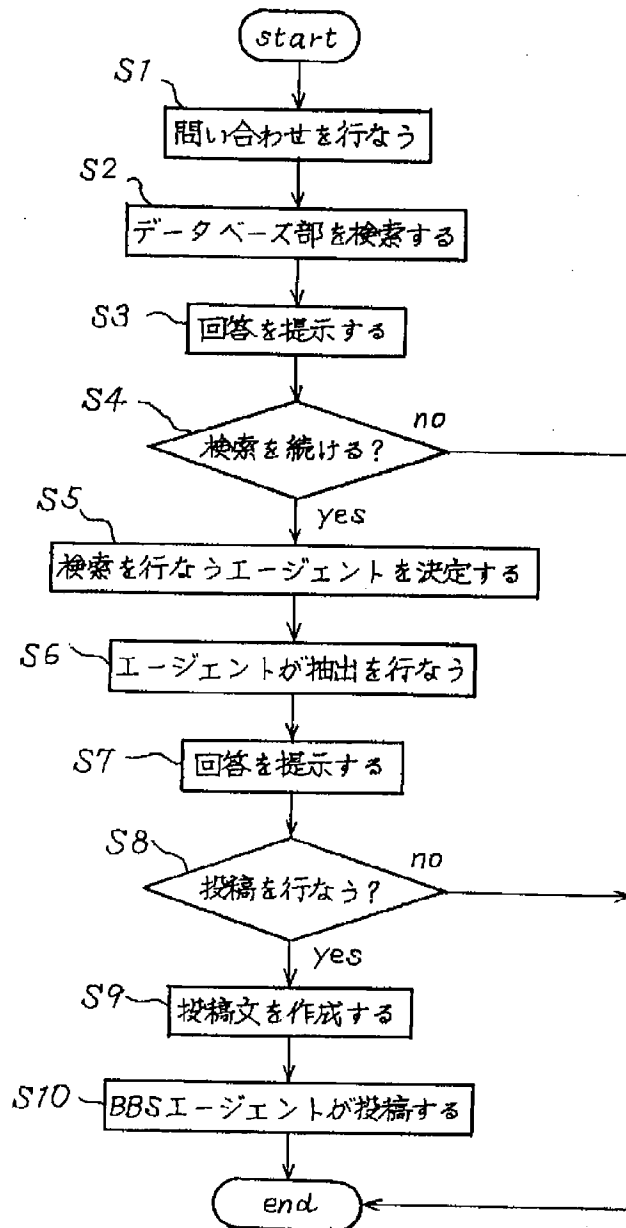 start
S1
問い合わせを行なう
S2
データベース部を検索する
S3
回答を提示する
S4
検索を続ける?
no
yes
S5
検索を行なうエージェントを決定する
S6
エージェントが抽出を行なう
S7
回答を提示する
S8
投稿を行なう?
no
yes
S9
投稿文を作成する
S10
BBSエージェントが投稿する
end